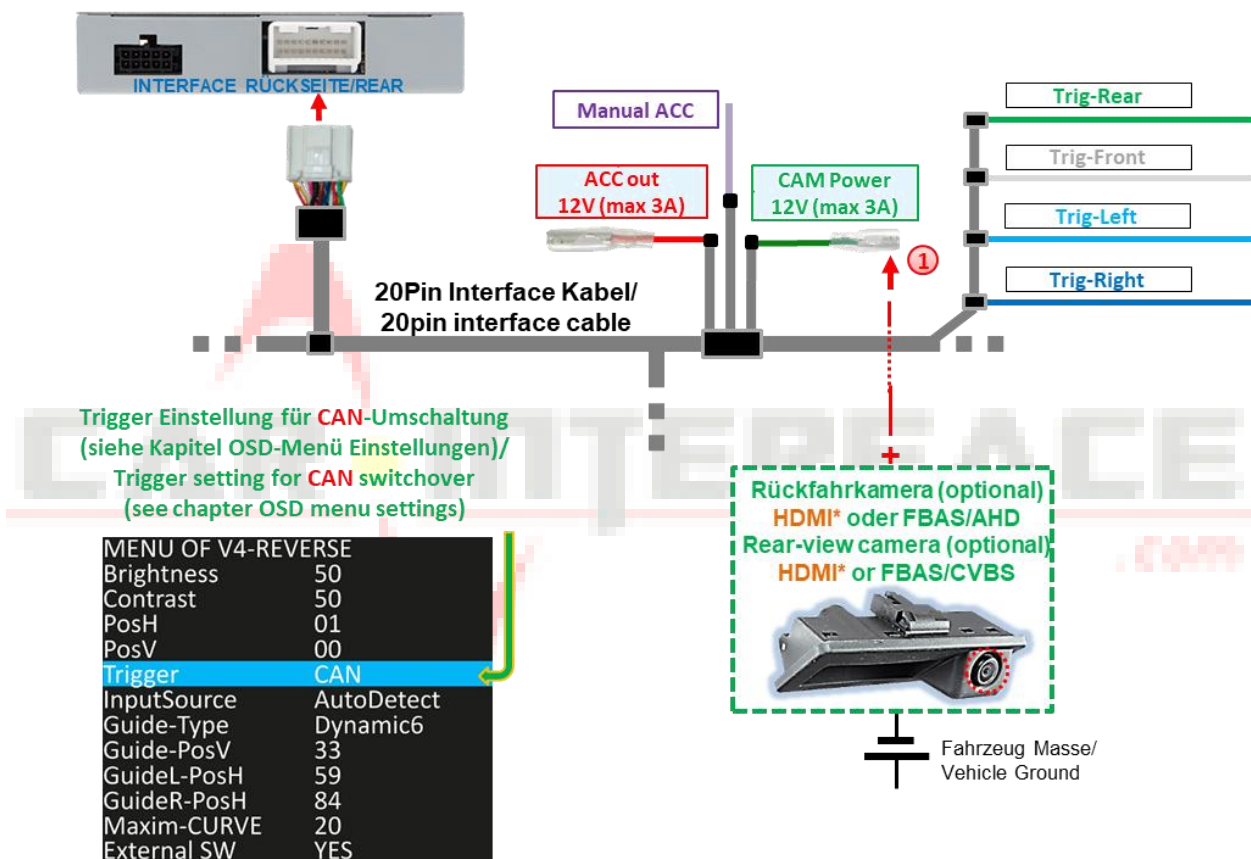 INTERFACE RÜCKSEITE/REAR
Manual ACC
ACC out
12V (max 3A)
CAM Power
12V (max 3A)
Trig-Rear
Trig-Front
Trig-Left
Trig-Right
1
20Pin Interface Kabel/
20pin interface cable
Trigger Einstellung für CAN-Umschaltung
(siehe Kapitel OSD-Menü Einstellungen)/
Trigger setting for CAN switchover
(see chapter OSD menu settings)
MENU OF V4-REVERSE
Brightness 50
Contrast 50
PosH 01
PosV 00
Trigger CAN
InputSource AutoDetect
Guide-Type Dynamic6
Guide-PosV 33
GuideL-PosH 59
GuideR-PosH 84
Maxim-CURVE 20
External SW YES
+
Rückfahrkamera (optional)
HDMI* oder FBAS/AHD
Rear-view camera (optional)
HDMI* or FBAS/CVBS
Fahrzeug Masse/
Vehicle Ground
CAR INTERFACE
.com